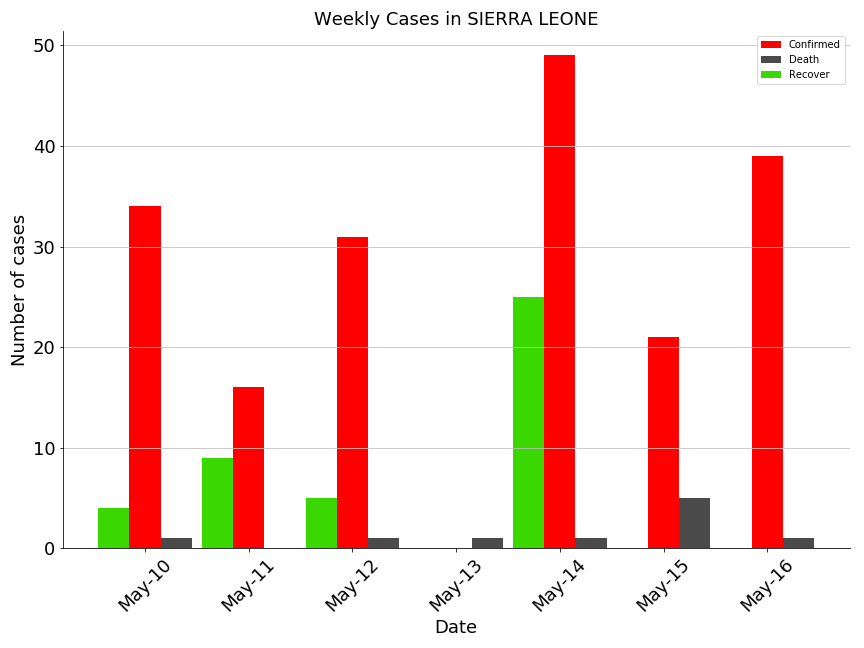 Weekly Cases in SIERRA LEONE
Confirmed
Death
Recover
Number of cases
50
40
30
20
10
0
May-10
May-11
May-12
May-13
May-14
May-15
May-16
Date